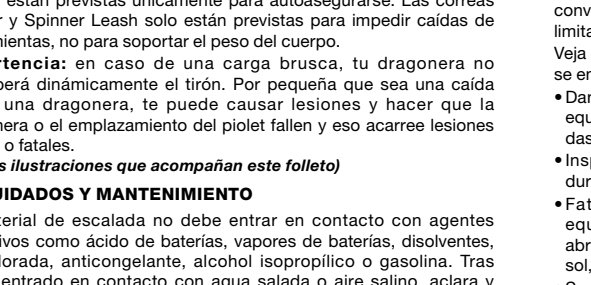 están previstas únicamente para autoasegurarse. Las correas
r y Spinner Leash solo están previstas para impedir caídas de
mientas, no para soportar el peso del cuerpo.
rtencia: en caso de una carga brusca, tu dragonera no
berá dinámicamente el tirón. Por pequeña que sea una caída
una dragonera, te puede causar lesiones y hacer que la
nera o el emplazamiento del piolet fallen y eso acarree lesiones
o fatales.
s ilustraciones que acompañan este folleto)
UIDADOS Y MANTENIMIENTO
terial de escalada no debe entrar en contacto con agentes
ivos como ácido de baterías, vapores de baterías, disolventes,
lorada, anticongelante, alcohol isopropílico o gasolina. Tras
entrado en contacto con agua salada o aire salino, aclara y
conv
limita
Veja
se en
• Dar
equ
das
• Insp
dur
• Fat
equ
abr
sol,